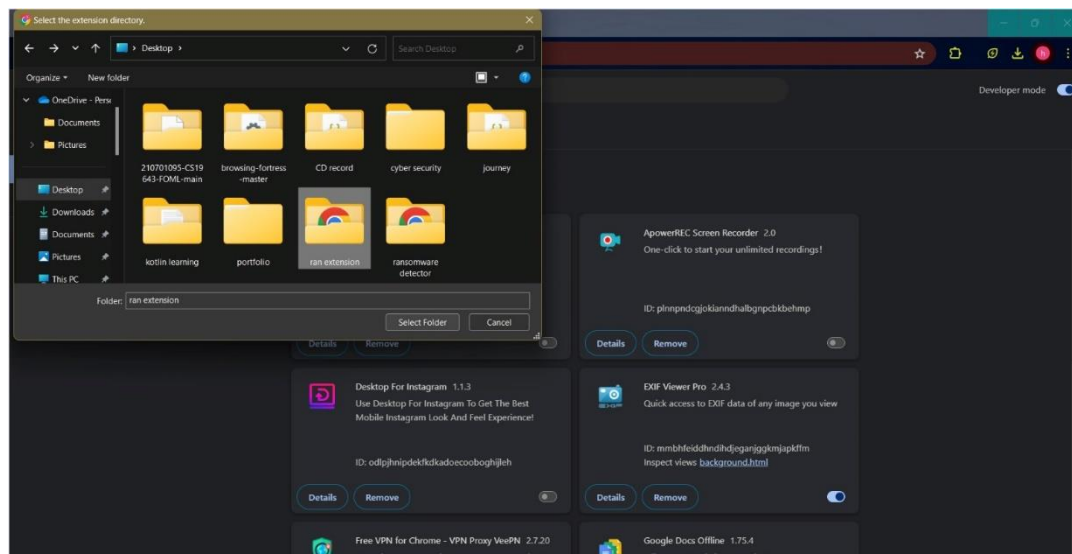 Select the extension directory.
Desktop
Search Desktop
Organize
New folder
OneDrive - Pers
Documents
Pictures
Desktop
Downloads
Documents
Pictures
This PC
210701095-CS19
643-FOML-main
browsing-fortress
-master
CD record
cyber security
journey
kotlin learning
portfolio
ran extension
ransomware
detector
Folder:
ran extension
Select Folder
Cancel
h
Developer mode
Details
Remove
ApowerREC Screen Recorder 2.0
One-click to start your unlimited recordings!
ID: plnnpndcgjokianndhalbgnpcbkbehmp
Details
Remove
Desktop For Instagram 1.1.3
Use Desktop For Instagram To Get The Best
Mobile Instagram Look And Feel Experience!
ID: odlpjhnipdekfkdkadoecooboghijleh
Details
Remove
EXIF Viewer Pro 2.4.3
Quick access to EXIF data of any image you view
ID: mmbhfeiddhndihdjeganjggkmjapkffm
Inspect views background.html
Details
Remove
Free VPN for Chrome - VPN Proxy VeePN 2.7.20
Google Docs Offline 1.75.4